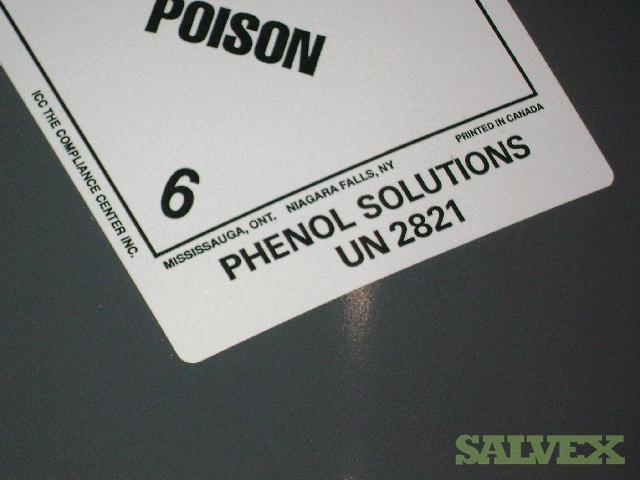 POISON
6
ICC THE COMPLIANCE CENTER INC.
MISSISSAUGA, ONT. NIAGARA FALLS, NY
PRINTED IN CANADA
PHENOL SOLUTIONS
UN 2821
SALVEX